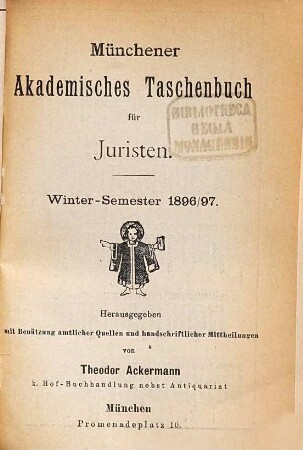 Münchener
Akademisches Taschenbuch
für
Juristen.
BIBLIOTHECA
REGIA
MONACENSIS
Winter-Semester 1896/97.
Herausgegeben
mit Benützung amtlicher Quellen und handschriftlicher Mittheilungen
von
Theodor Ackermann
k. Hof-Buchhandlung nebst Antiquariat
München
Promenadeplatz 10.